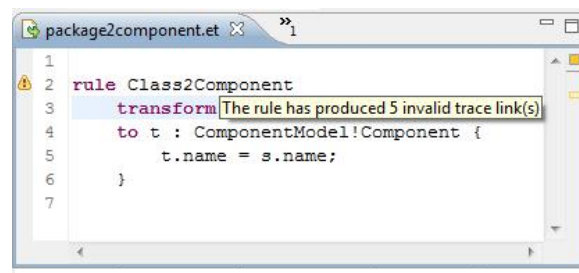 package2component.et »1
1
2 rule Class2Component
3 transform The rule has produced 5 invalid trace link(s)
4 to t : ComponentModel!Component {
5 t.name = s.name;
6 }
7